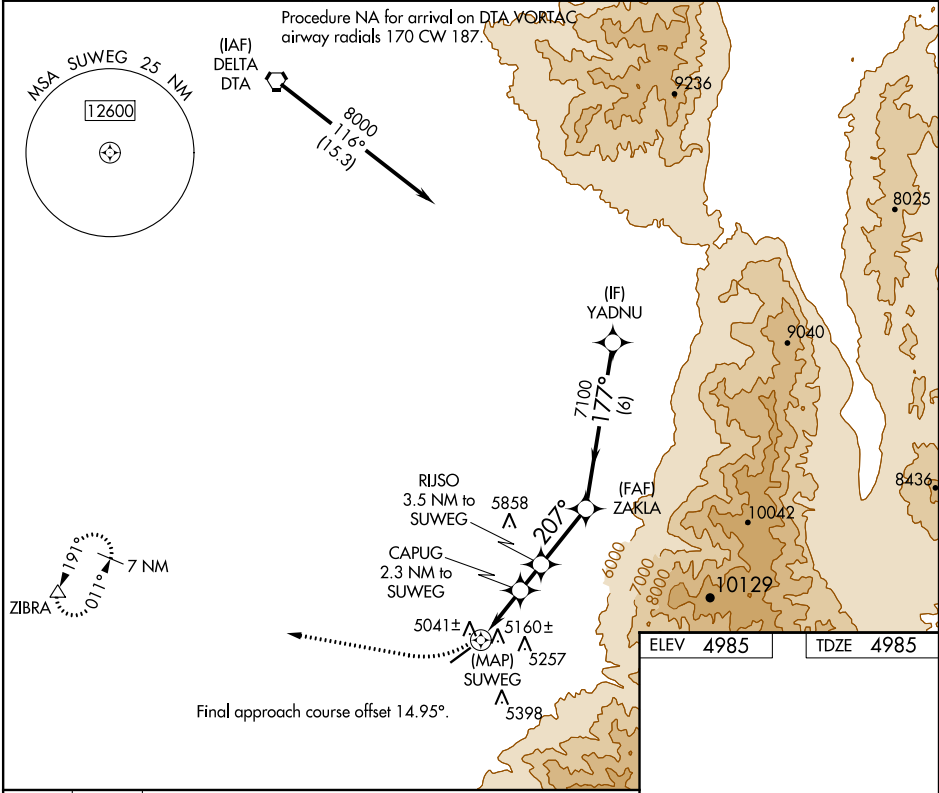 Procedure NA for arrival on DTA VORTAC
airway radials 170 CW 187.
(IAF)
DELTA
DTA
MSA SUWEG 25 NM
12600
8000
116°
(15.3)
9236
8025
(IF)
YADNU
9040
7100
177°
(6)
RIJSO
3.5 NM to
SUWEG
5858
207°
(FAF)
ZAKLA
8436
10042
CAPUG
2.3 NM to
SUWEG
6000
7000
8000
10129
191°
011°
7 NM
ZIBRA
5041±
5160±
5257
(MAP)
SUWEG
5398
Final approach course offset 14.95°.
ELEV 4985
TDZE 4985